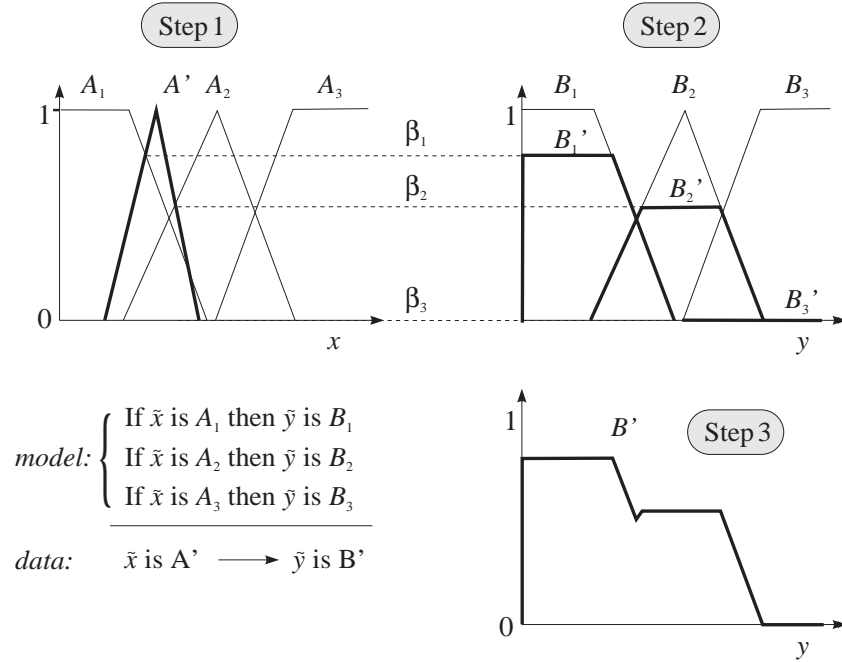 Step 1
Step 2
A₁ A' A₂ A₃
B₁ B₂ B₃
1
β₁
1
B₁'
β₂
B₂'
β₃
B₃'
0
x
0
y
model:
If x̃ is A₁ then ỹ is B₁
If x̃ is A₂ then ỹ is B₂
If x̃ is A₃ then ỹ is B₃
data: x̃ is A' ⟶ ỹ is B'
1
B'
Step 3
0
y